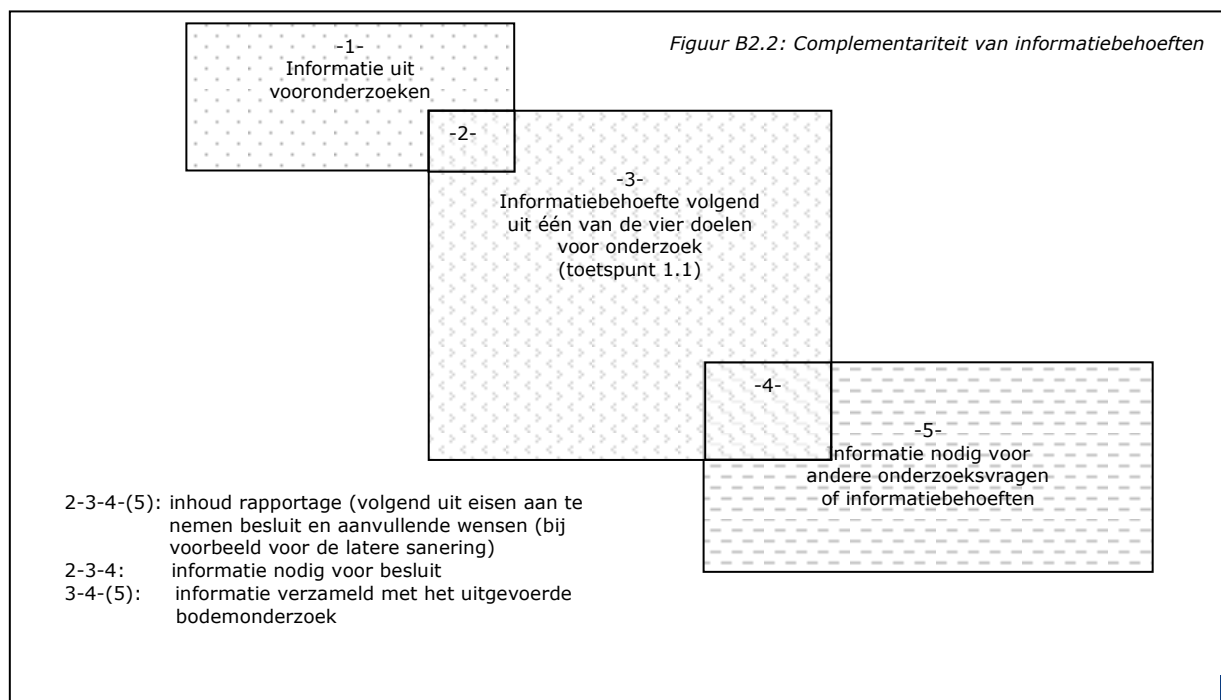 Figuur B2.2: Complementariteit van informatiebehoeften
-1-
Informatie uit
vooronderzoeken
-2-
-3-
Informatiebehoefte volgend
uit één van de vier doelen
voor onderzoek
(toetspunt 1.1)
-4-
-5-
Informatie nodig voor
andere onderzoeksvragen
of informatiebehoeften
2-3-4-(5): inhoud rapportage (volgend uit eisen aan te
nemen besluit en aanvullende wensen (bij
voorbeeld voor de latere sanering)
2-3-4: informatie nodig voor besluit
3-4-(5): informatie verzameld met het uitgevoerde
bodemonderzoek